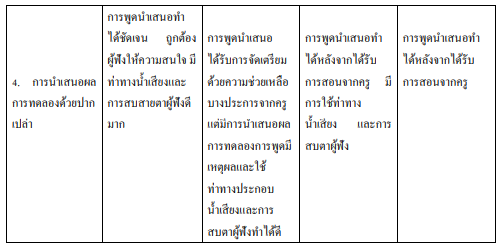 4. การนำเสนอผล
การทดลองด้วยปาก
เปล่า
การพูดนำเสนอทำ
ได้ชัดเจน ถูกต้อง
ผู้ฟังให้ความสนใจ มี
ท่าทางน้ำเสียงและ
การสบสายตาผู้ฟังดี
มาก
การพูดนำเสนอ
ได้รับการจัดเตรียม
ด้วยความช่วยเหลือ
บางประการจากครู
แต่มีการนำเสนอผล
การทดลองการพูดมี
เหตุผลและใช้
ท่าทางประกอบ
น้ำเสียงและการ
สบตาผู้ฟังทำได้ดี
การพูดนำเสนอทำ
ได้หลังจากได้รับ
การสอนจากครู มี
การใช้ท่าทาง
น้ำเสียง และการ
สบตาผู้ฟัง
การพูดนำเสนอทำ
ได้หลังจากได้รับ
การสอนจากครู